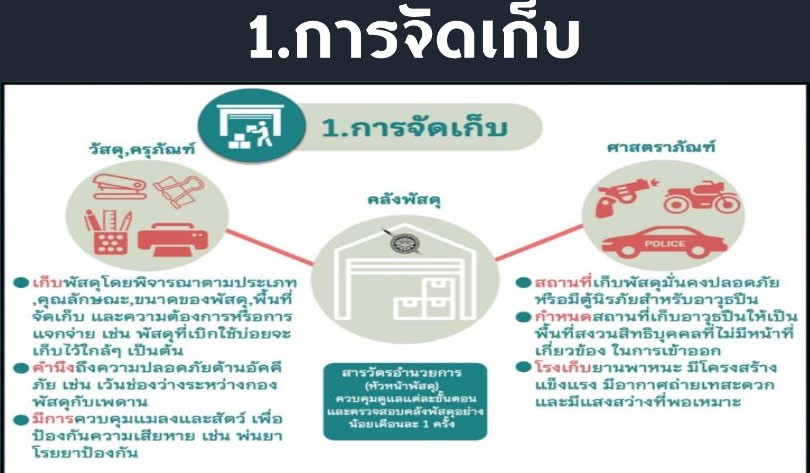 1.การจัดเก็บ
1.การจัดเก็บ
วัสดุ,ครุภัณฑ์
คลังพัสดุ
ศาสตราภัณฑ์
POLICE
เก็บพัสดุโดยพิจารณาตามประเภท
,คุณลักษณะ,ขนาดของพัสดุ,พื้นที่
จัดเก็บ และความต้องการหรือการ
แจกจ่าย เช่น พัสดุที่เบิกใช้บ่อยจะ
เก็บไว้ใกล้ๆ เป็นต้น
คำนึงถึงความปลอดภัยด้านอัคคี
ภัย เช่น เว้นช่องว่างระหว่างกอง
พัสดุกับเพดาน
มีการควบคุมแมลงและสัตว์ เพื่อ
ป้องกันความเสียหาย เช่น พ่นยา
โรยยาป้องกัน
สารวัตรอำนวยการ
(หัวหน้าพัสดุ)
ควบคุมดูแลแต่ละขั้นตอน
และตรวจสอบคลังพัสดุอย่าง
น้อยเดือนละ 1 ครั้ง
สถานที่เก็บพัสดุมั่นคงปลอดภัย
หรือมีตู้นิรภัยสำหรับอาวุธปืน
กำหนดสถานที่เก็บอาวุธปืนให้เป็น
พื้นที่สงวนสิทธิบุคคลที่ไม่มีหน้าที่
เกี่ยวข้อง ในการเข้าออก
โรงเก็บยานพาหนะ มีโครงสร้าง
แข็งแรง มีอากาศถ่ายเทสะดวก
และมีแสงสว่างที่พอเหมาะ